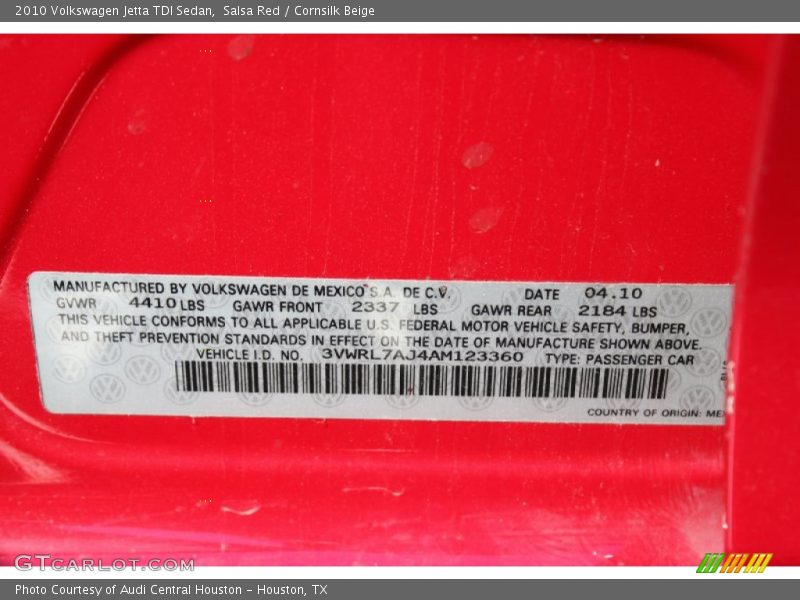 2010 Volkswagen Jetta TDI Sedan,  Salsa Red / Cornsilk Beige
MANUFACTURED BY VOLKSWAGEN DE MEXICO S.A. DE C.V. DATE 04.10
GVWR 4410 LBS GAWR FRONT 2337 LBS GAWR REAR 2184 LBS
THIS VEHICLE CONFORMS TO ALL APPLICABLE U.S. FEDERAL MOTOR VEHICLE SAFETY, BUMPER,
AND THEFT PREVENTION STANDARDS IN EFFECT ON THE DATE OF MANUFACTURE SHOWN ABOVE.
VEHICLE I.D. NO. 3VWRL7AJ4AM123360 TYPE: PASSENGER CAR
COUNTRY OF ORIGIN: ME
GTCARLOT.COM
Photo Courtesy of Audi Central Houston - Houston, TX